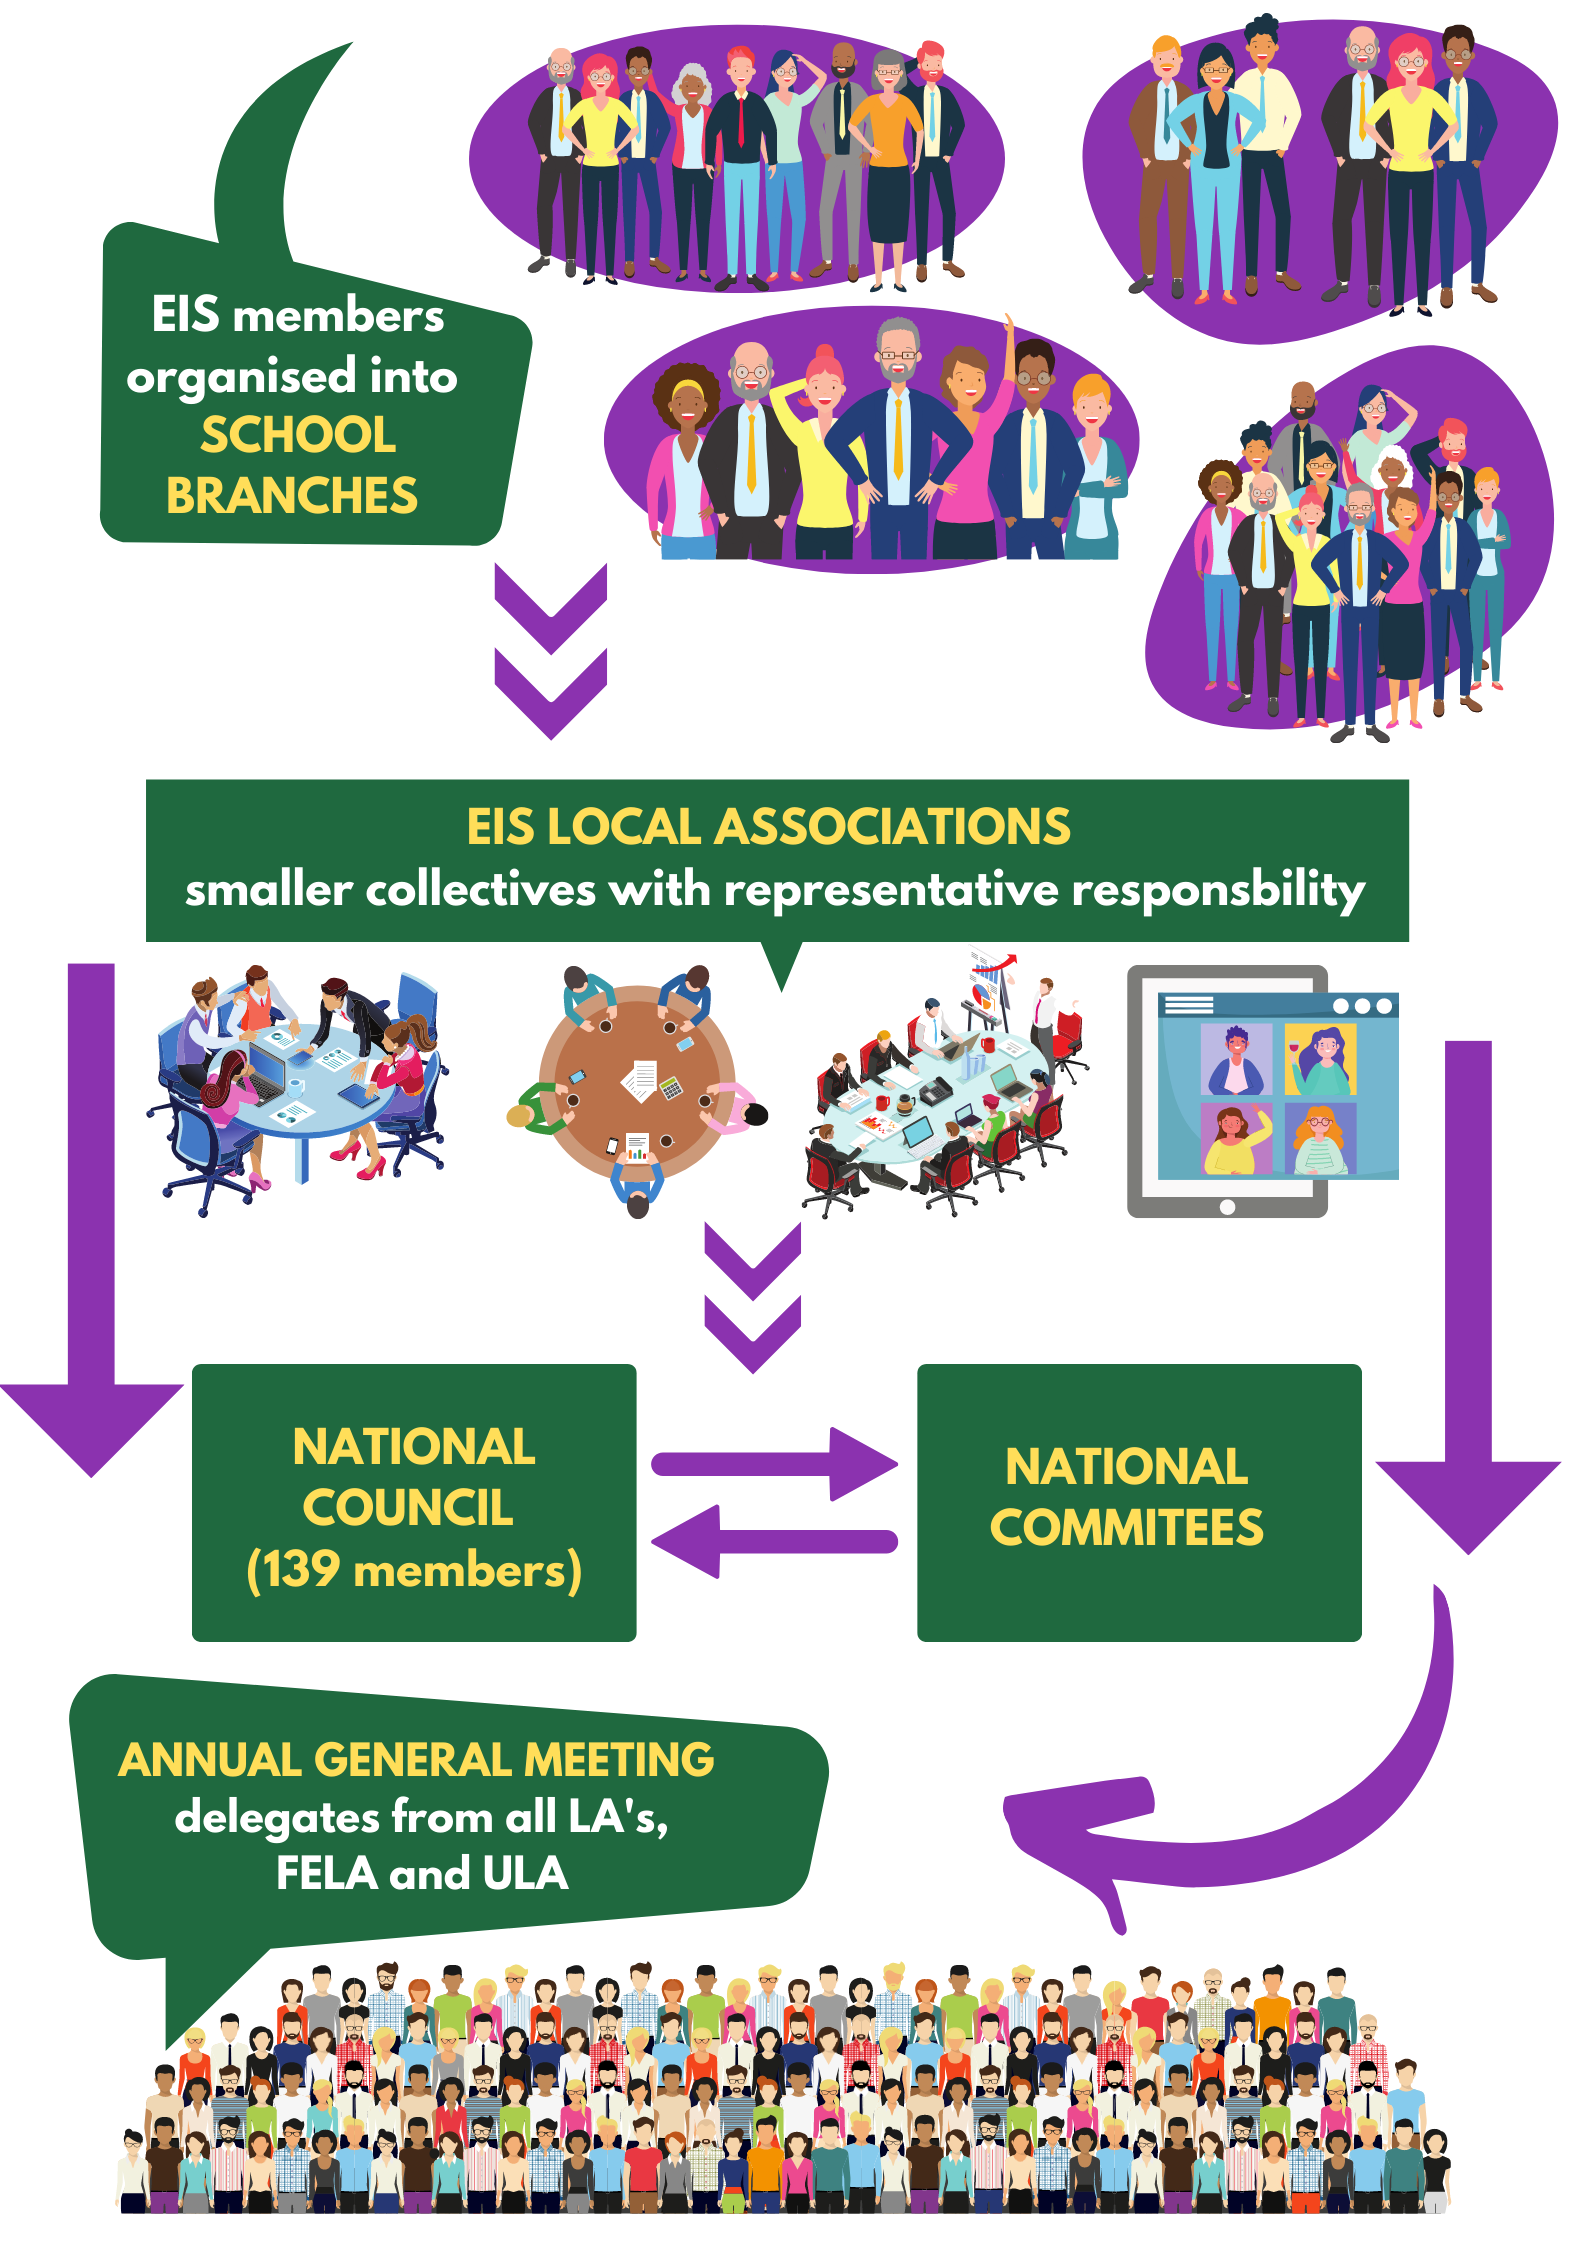 EIS members
organised into
SCHOOL
BRANCHES
EIS LOCAL ASSOCIATIONS
smaller collectives with representative responsbility
NATIONAL
COUNCIL
(139 members)
NATIONAL
COMMITEES
ANNUAL GENERAL MEETING
delegates from all LA's,
FELA and ULA